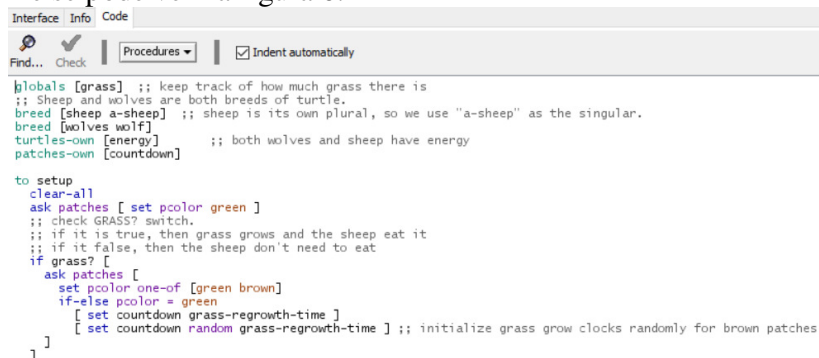 Interface Info Code
Find... Check Procedures Indent automatically
globals [grass]  ;; keep track of how much grass there is
;; Sheep and wolves are both breeds of turtle.
breed [sheep a-sheep]  ;; sheep is its own plural, so we use "a-sheep" as the singular.
breed [wolves wolf]
turtles-own [energy]       ;; both wolves and sheep have energy
patches-own [countdown]
to setup
  clear-all
  ask patches [ set pcolor green ]
  ;; check GRASS? switch.
  ;; if it is true, then grass grows and the sheep eat it
  ;; if it false, then the sheep don't need to eat
  if grass? [
    ask patches [
      set pcolor one-of [green brown]
      if-else pcolor = green
        [ set countdown grass-regrowth-time ]
        [ set countdown random grass-regrowth-time ] ;; initialize grass grow clocks randomly for brown patches
    ]
  ]